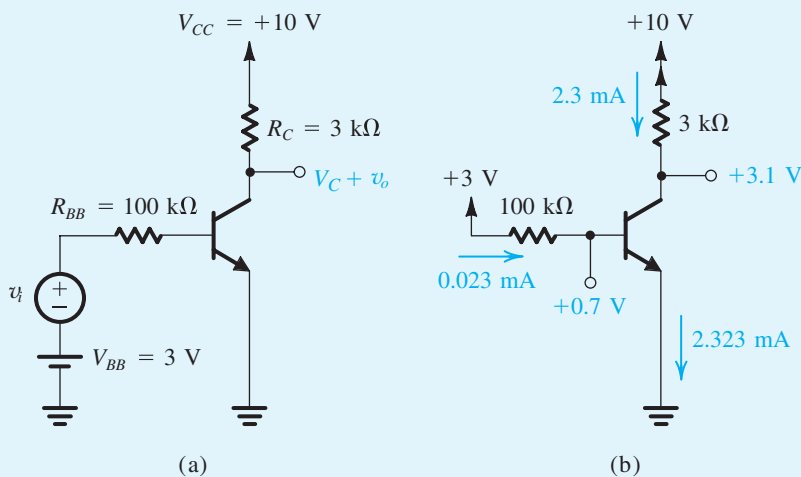 V_CC = +10 V
R_C = 3 kΩ
V_C + v_o
R_BB = 100 kΩ
v_i
+
−
V_BB = 3 V
(a)
+10 V
2.3 mA
3 kΩ
+3.1 V
+3 V
100 kΩ
0.023 mA
+0.7 V
2.323 mA
(b)